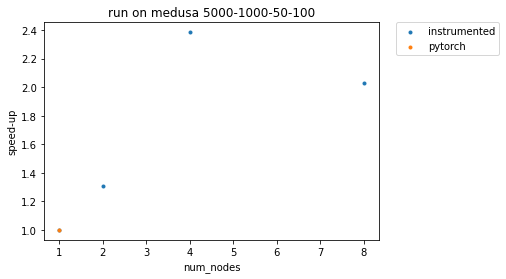 run on medusa 5000-1000-50-100
instrumented
pytorch
2.4
2.2
2.0
1.8
1.6
1.4
1.2
1.0
speed-up
1 2 3 4 5 6 7 8
num_nodes